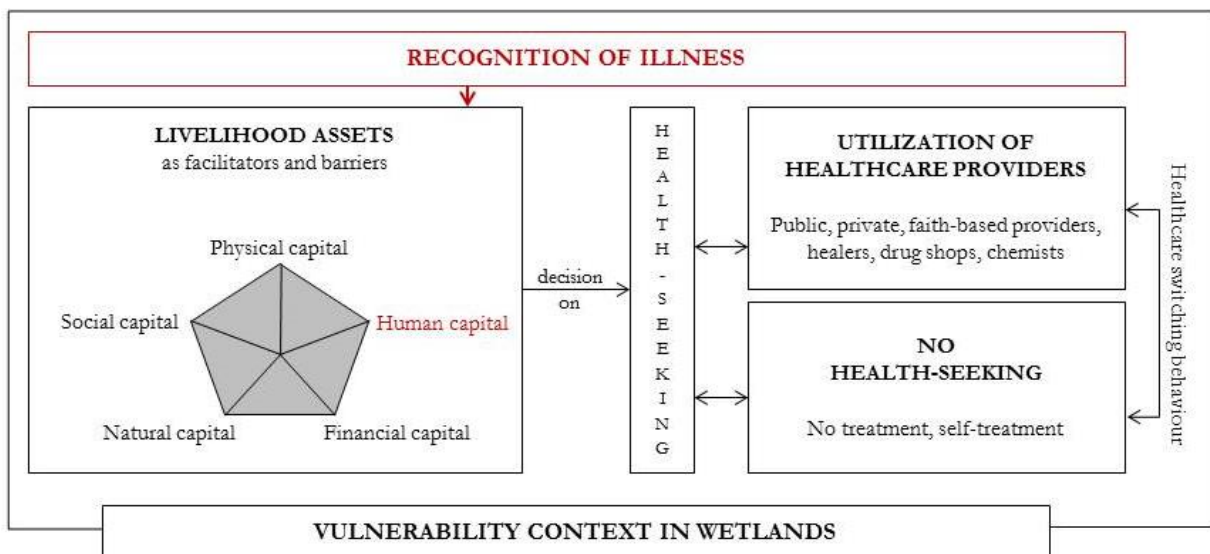 RECOGNITION OF ILLNESS
LIVELIHOOD ASSETS
as facilitators and barriers
Physical capital
Social capital
Human capital
Natural capital
Financial capital
decision
on
HEALTH-SEEKING
UTILIZATION OF
HEALTHCARE PROVIDERS
Public, private, faith-based providers,
healers, drug shops, chemists
NO
HEALTH-SEEKING
No treatment, self-treatment
Healthcare switching behaviour
VULNERABILITY CONTEXT IN WETLANDS